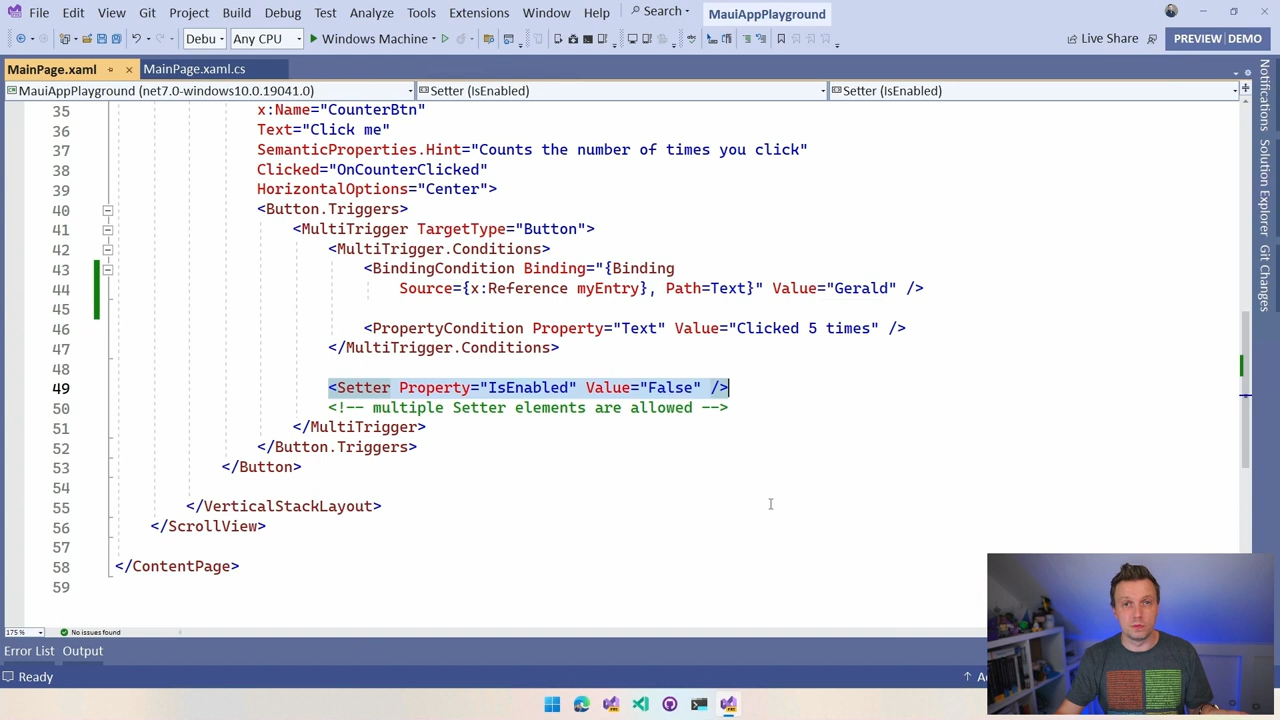 File Edit View Git Project Build Debug Test Analyze Tools Extensions Window Help Search MauiAppPlayground
Debu Any CPU Windows Machine Live Share PREVIEW DEMO
MainPage.xaml MainPage.xaml.cs
MauiAppPlayground (net7.0-windows10.0.19041.0) Setter (IsEnabled) Setter (IsEnabled)
35 x:Name="CounterBtn"
36 Text="Click me"
37 SemanticProperties.Hint="Counts the number of times you click"
38 Clicked="OnCounterClicked"
39 HorizontalOptions="Center">
40 <Button.Triggers>
41 <MultiTrigger TargetType="Button">
42 <MultiTrigger.Conditions>
43 <BindingCondition Binding="{Binding
44 Source={x:Reference myEntry}, Path=Text}" Value="Gerald" />
45
46 <PropertyCondition Property="Text" Value="Clicked 5 times" />
47 </MultiTrigger.Conditions>
48
49 <Setter Property="IsEnabled" Value="False" />
50 <!-- multiple Setter elements are allowed -->
51 </MultiTrigger>
52 </Button.Triggers>
53 </Button>
54
55 </VerticalStackLayout>
56 </ScrollView>
57
58 </ContentPage>
59
175 % No issues found
Error List Output
Ready
Notifications
Solution Explorer
Git Changes